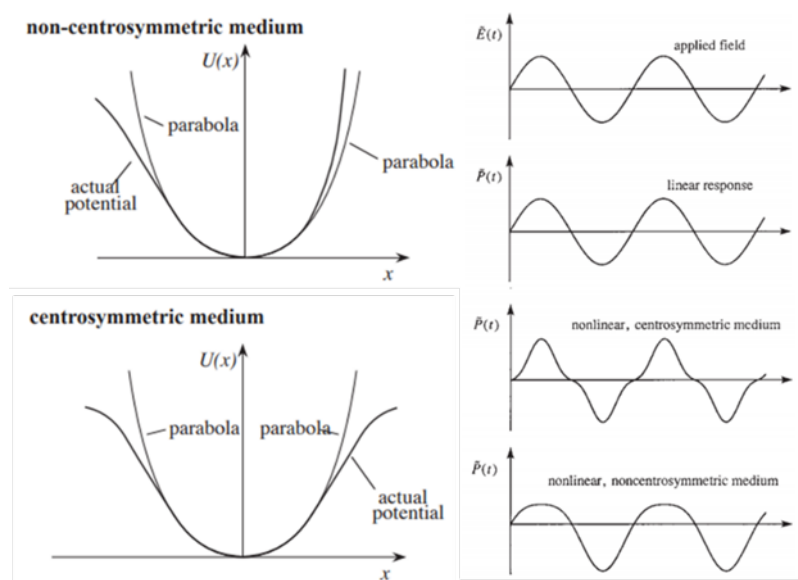 non-centrosymmetric medium
U(x)
parabola
parabola
actual
potential
x
centrosymmetric medium
U(x)
parabola parabola
actual
potential
x
Ẽ(t)
applied field
P̃(t)
linear response
P̃(t)
nonlinear, centrosymmetric medium
P̃(t)
nonlinear, noncentrosymmetric medium